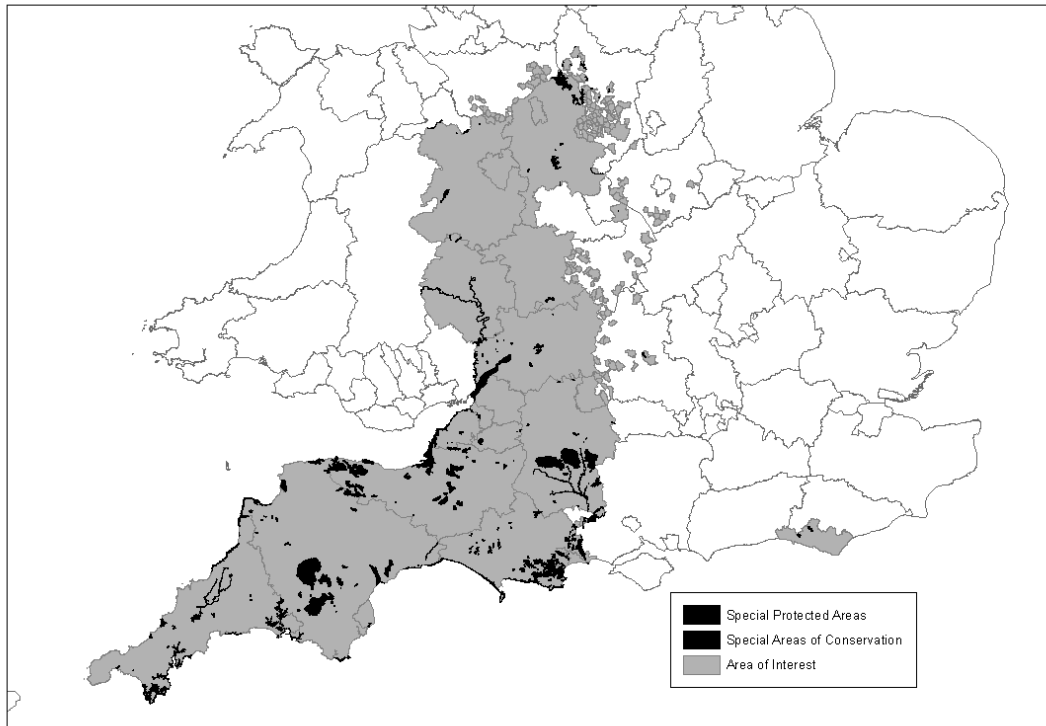 Special Protected Areas
Special Areas of Conservation
Area of Interest